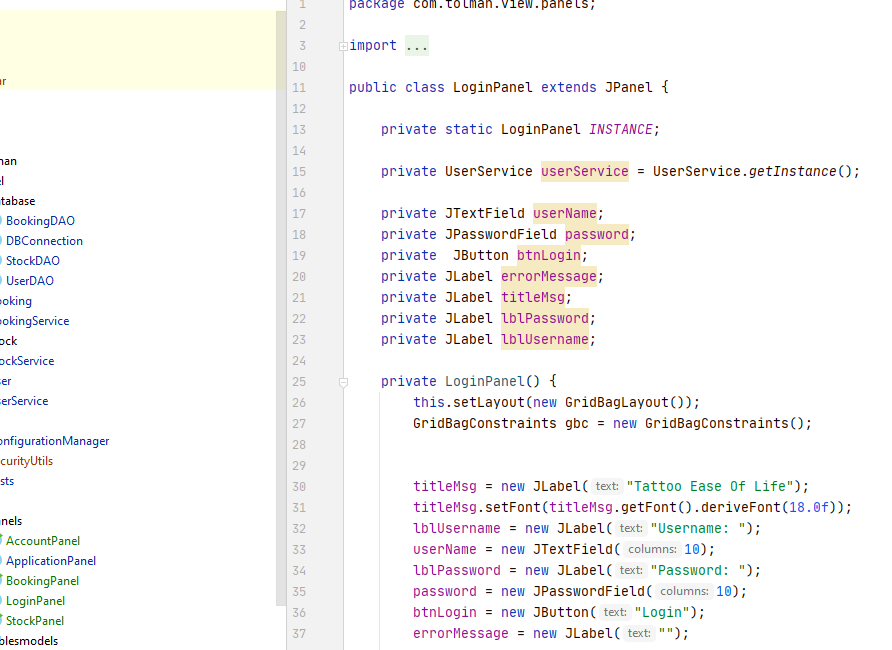 ar
man
el
atabase
BookingDAO
DBConnection
StockDAO
UserDAO
ooking
ookingService
ock
ockService
ser
serService
onfigurationManager
curityUtils
sts
anels
AccountPanel
ApplicationPanel
BookingPanel
LoginPanel
StockPanel
blesmodels
1 package com.tolman.view.panels;
2
3 import ...
10
11 public class LoginPanel extends JPanel {
12
13 private static LoginPanel INSTANCE;
14
15 private UserService userService = UserService.getInstance();
16
17 private JTextField userName;
18 private JPasswordField password;
19 private  JButton btnLogin;
20 private JLabel errorMessage;
21 private JLabel titleMsg;
22 private JLabel lblPassword;
23 private JLabel lblUsername;
24
25 private LoginPanel() {
26 this.setLayout(new GridBagLayout());
27 GridBagConstraints gbc = new GridBagConstraints();
28
29
30 titleMsg = new JLabel( text: "Tattoo Ease Of Life");
31 titleMsg.setFont(titleMsg.getFont().deriveFont(18.0f));
32 lblUsername = new JLabel( text: "Username: ");
33 userName = new JTextField( columns: 10);
34 lblPassword = new JLabel( text: "Password: ");
35 password = new JPasswordField( columns: 10);
36 btnLogin = new JButton( text: "Login");
37 errorMessage = new JLabel( text: "");